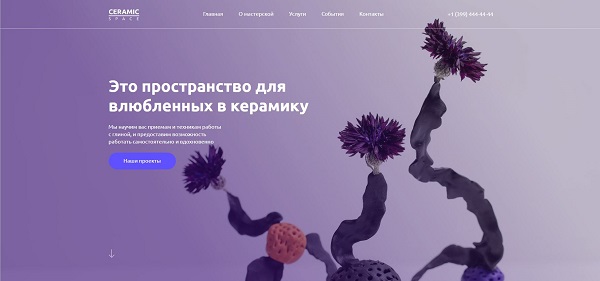 CERAMIC
SPACE
Главная О мастерской Услуги События Контакты +1 (399) 444-44-44
Это пространство для
влюбленных в керамику
Мы научим вас приемам и техникам работы
с глиной, и предоставим возможность
работать самостоятельно и вдохновенно
Наши проекты